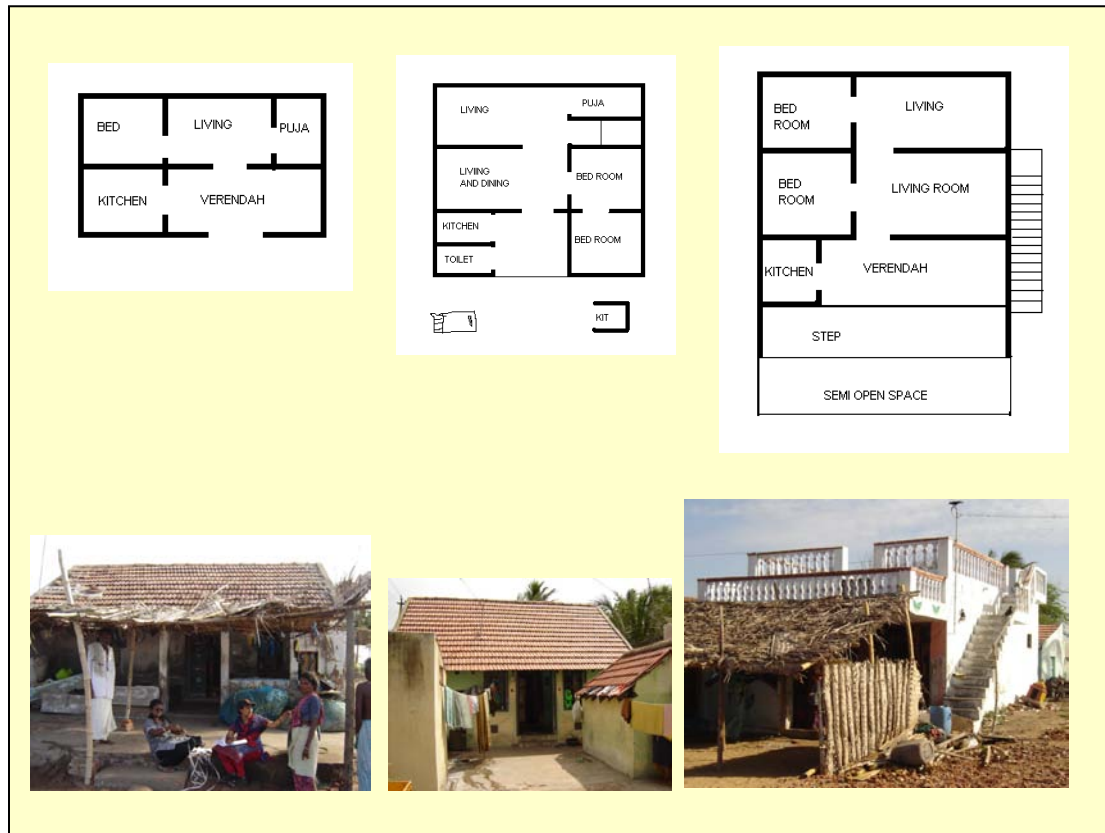 BED
LIVING
PUJA
KITCHEN
VERENDAH
LIVING
PUJA
LIVING
AND DINING
BED ROOM
KITCHEN
BED ROOM
TOILET
KIT
BED
ROOM
LIVING
BED
ROOM
LIVING ROOM
KITCHEN
VERENDAH
STEP
SEMI OPEN SPACE